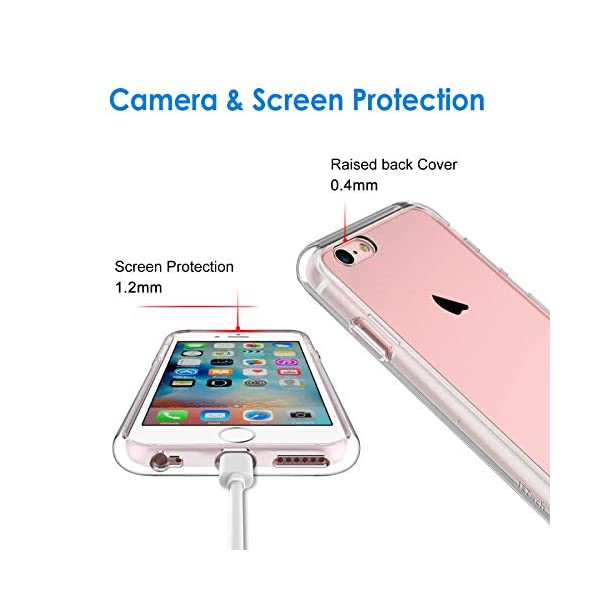 Camera & Screen Protection
Raised back Cover
0.4mm
Screen Protection
1.2mm